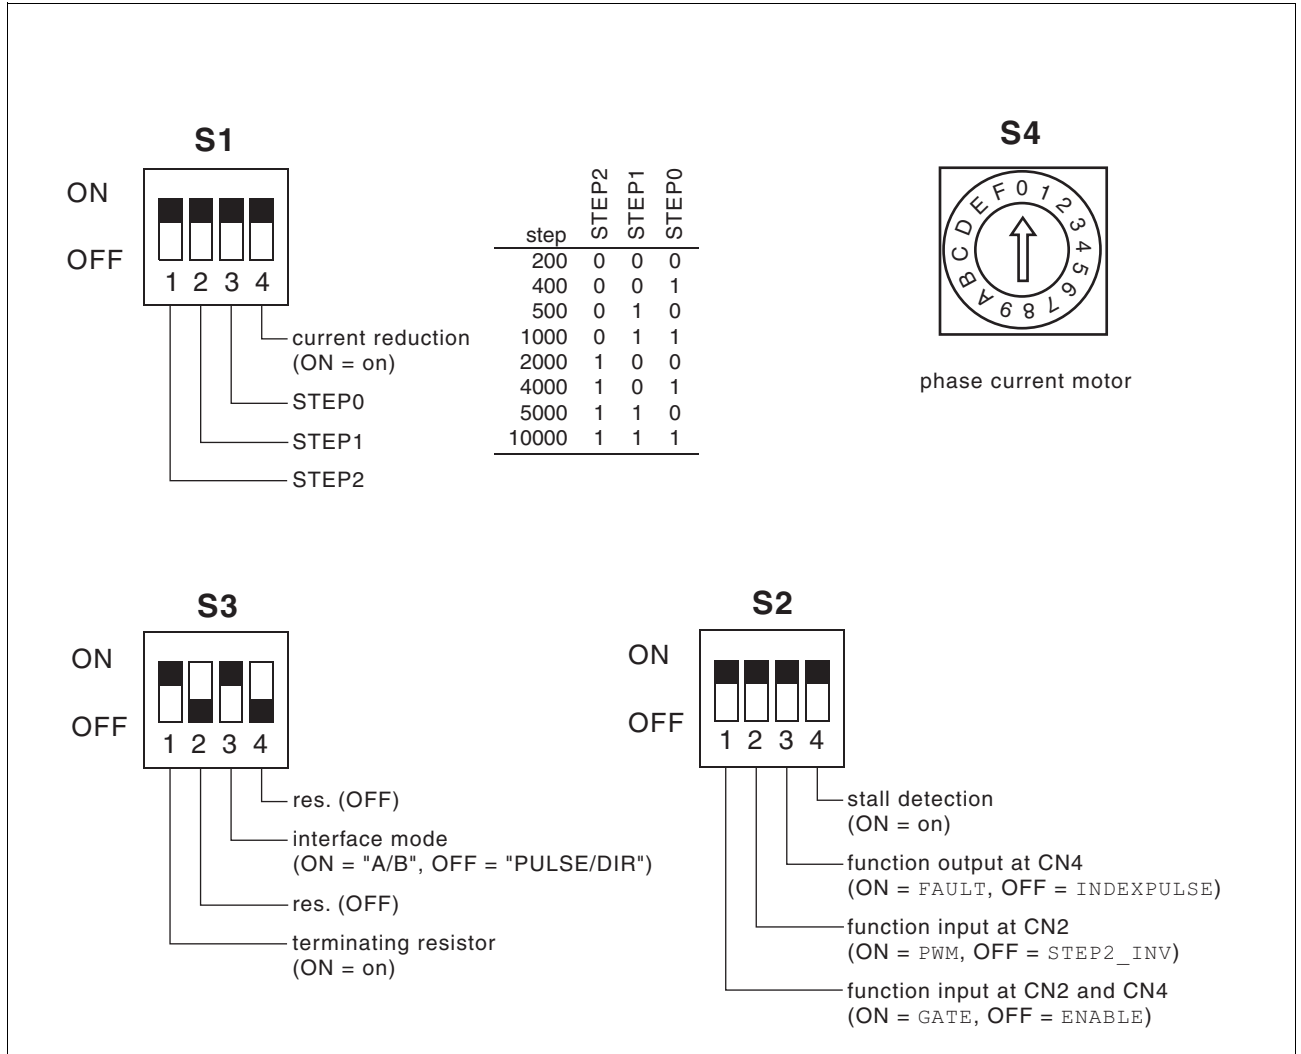 S1
ON
OFF
1 2 3 4
current reduction
(ON = on)
STEP0
STEP1
STEP2
step STEP2 STEP1 STEP0
200 0 0 0
400 0 0 1
500 0 1 0
1000 0 1 1
2000 1 0 0
4000 1 0 1
5000 1 1 0
10000 1 1 1
S4
0 1 2 3 4 5 6 7 8 9 A B C D E F
phase current motor
S3
ON
OFF
1 2 3 4
res. (OFF)
interface mode
(ON = "A/B", OFF = "PULSE/DIR")
res. (OFF)
terminating resistor
(ON = on)
S2
ON
OFF
1 2 3 4
stall detection
(ON = on)
function output at CN4
(ON = FAULT, OFF = INDEXPULSE)
function input at CN2
(ON = PWM, OFF = STEP2_INV)
function input at CN2 and CN4
(ON = GATE, OFF = ENABLE)